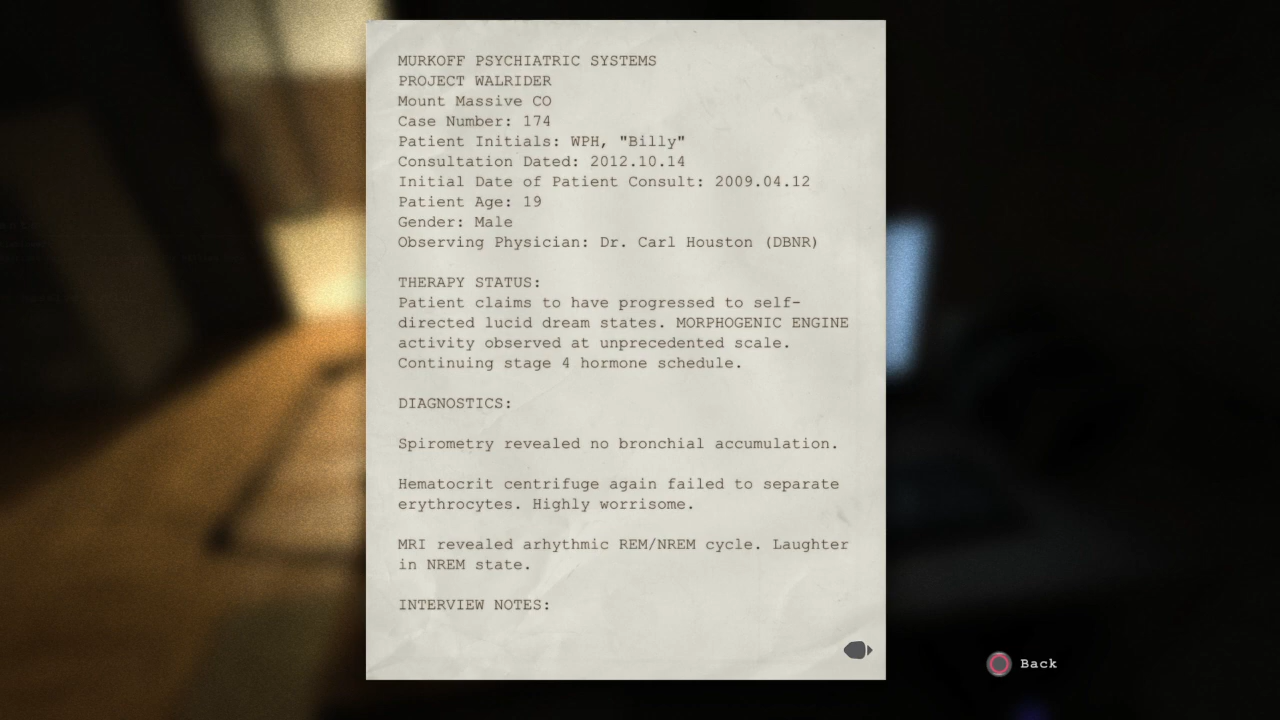 MURKOFF PSYCHIATRIC SYSTEMS
PROJECT WALRIDER
Mount Massive CO
Case Number: 174
Patient Initials: WPH, "Billy"
Consultation Dated: 2012.10.14
Initial Date of Patient Consult: 2009.04.12
Patient Age: 19
Gender: Male
Observing Physician: Dr. Carl Houston (DBNR)
THERAPY STATUS:
Patient claims to have progressed to self-
directed lucid dream states. MORPHOGENIC ENGINE
activity observed at unprecedented scale.
Continuing stage 4 hormone schedule.
DIAGNOSTICS:
Spirometry revealed no bronchial accumulation.
Hematocrit centrifuge again failed to separate
erythrocytes. Highly worrisome.
MRI revealed arhythmic REM/NREM cycle. Laughter
in NREM state.
INTERVIEW NOTES:
Back